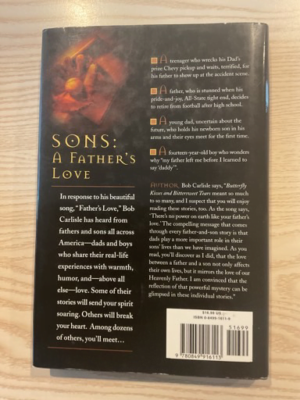 A teenager who wrecks his Dad's
prize Chevy pickup and waits, terrified, for
his father to show up at the accident scene.
A father, who is stunned when his
pride-and-joy, All-State tight end, decides
to retire from football after high school.
A young dad, uncertain about the
future, who holds his newborn son in his
arms and their eyes meet for the first time.
A fourteen-year-old boy who wonders
why "my father left me before I learned to
say 'daddy'".
SONS:
A FATHER'S
LOVE
In response to his beautiful
song, "Father's Love," Bob
Carlisle has heard from
fathers and sons all across
America—dads and boys
who share their real-life
experiences with warmth,
humor, and—above all
else—love. Some of their
stories will send your spirit
soaring. Others will break
your heart. Among dozens
of others, you'll meet…
AUTHOR, Bob Carlisle says, "Butterfly
Kisses and Bittersweet Tears meant so much
to so many, and I suspect that you will enjoy
reading these stories, too. As the song says,
'There's no power on earth like your father's
love.' The compelling message that comes
through every father-and-son story is that
dads play a more important role in their
sons' lives than we have imagined. As you
read, you'll discover as I did, that the love
between a father and a son not only affects
their own lives, but it mirrors the love of our
Heavenly Father. I am convinced that the
reflection of that powerful mystery can be
glimpsed in these individual stories."
51699
9 780849 916113